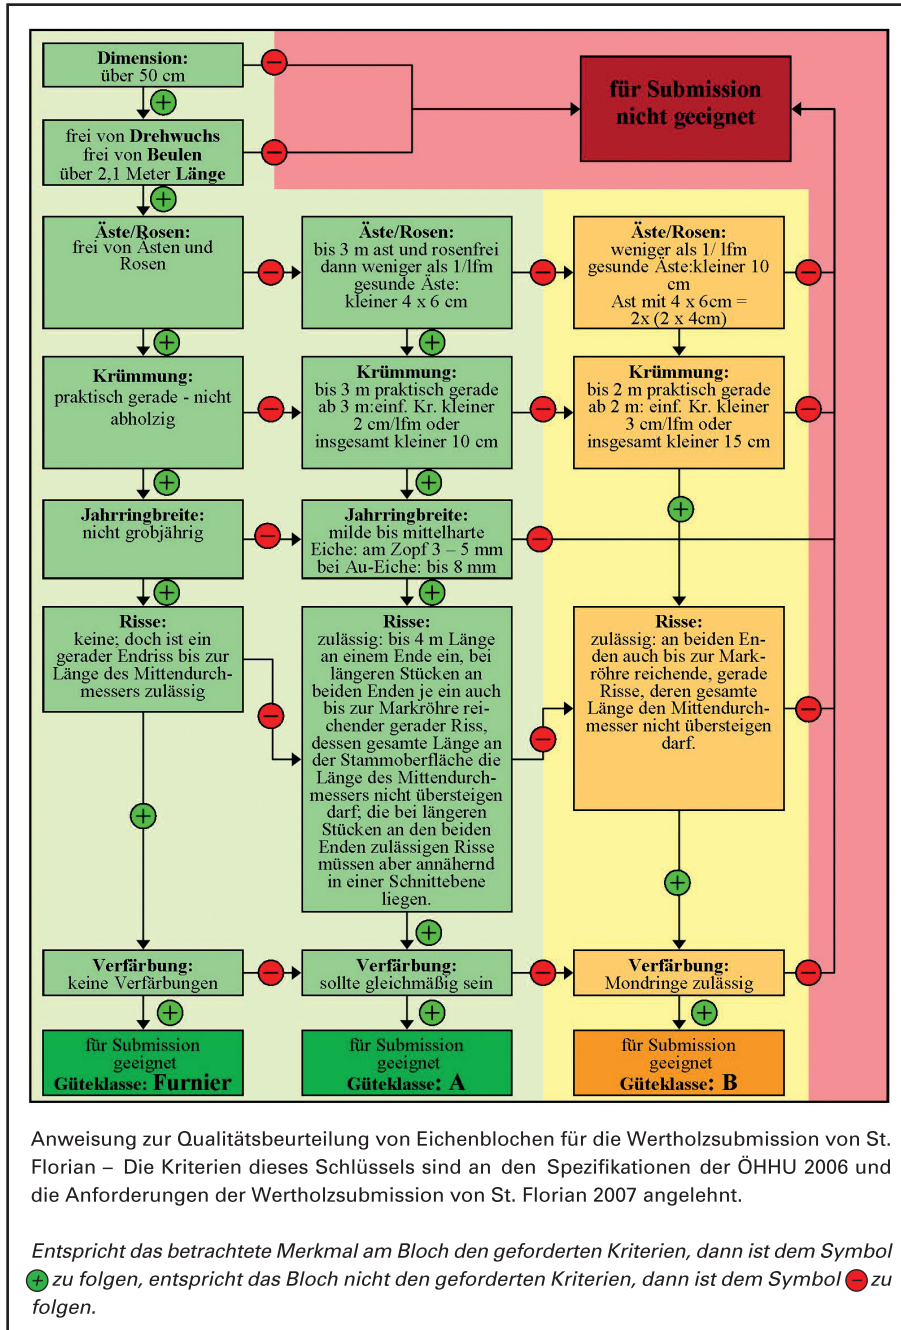 Dimension:
über 50 cm
für Submission
nicht geeignet
frei von Drehwuchs
frei von Beulen
über 2,1 Meter Länge
Äste/Rosen:
frei von Ästen und
Rosen
Äste/Rosen:
bis 3 m ast und rosenfrei
dann weniger als 1/lfm
gesunde Äste:
kleiner 4 x 6 cm
Äste/Rosen:
weniger als 1/ lfm
gesunde Äste:kleiner 10
cm
Ast mit 4 x 6cm =
2x (2 x 4cm)
Krümmung:
praktisch gerade - nicht
abholzig
Krümmung:
bis 3 m praktisch gerade
ab 3 m:einf. Kr. kleiner
2 cm/lfm oder
insgesamt kleiner 10 cm
Krümmung:
bis 2 m praktisch gerade
ab 2 m: einf. Kr. kleiner
3 cm/lfm oder
insgesamt kleiner 15 cm
Jahrringbreite:
nicht grobjährig
Jahrringbreite:
milde bis mittelharte
Eiche: am Zopf 3 – 5 mm
bei Au-Eiche: bis 8 mm
Risse:
keine; doch ist ein
gerader Endriss bis zur
Länge des Mittendurch-
messers zulässig
Risse:
zulässig: bis 4 m Länge
an einem Ende ein, bei
längeren Stücken an
beiden Enden je ein auch
bis zur Markröhre rei-
chender gerader Riss,
dessen gesamte Länge an
der Stammoberfläche die
Länge des Mittendurch-
messers nicht übersteigen
darf; die bei längeren
Stücken an den beiden
Enden zulässigen Risse
müssen aber annähernd
in einer Schnittebene
liegen.
Risse:
zulässig: an beiden En-
den auch bis zur Mark-
röhre reichende, gerade
Risse, deren gesamte
Länge den Mittendurch-
messer nicht übersteigen
darf.
Verfärbung:
keine Verfärbungen
Verfärbung:
sollte gleichmäßig sein
Verfärbung:
Mondringe zulässig
für Submission
geeignet
Güteklasse: Furnier
für Submission
geeignet
Güteklasse: A
für Submission
geeignet
Güteklasse: B
Anweisung zur Qualitätsbeurteilung von Eichenblochen für die Wertholzsubmission von St.
Florian – Die Kriterien dieses Schlüssels sind an den Spezifikationen der ÖHHU 2006 und
die Anforderungen der Wertholzsubmission von St. Florian 2007 angelehnt.
Entspricht das betrachtete Merkmal am Bloch den geforderten Kriterien, dann ist dem Symbol
+ zu folgen, entspricht das Bloch nicht den geforderten Kriterien, dann ist dem Symbol − zu
folgen.